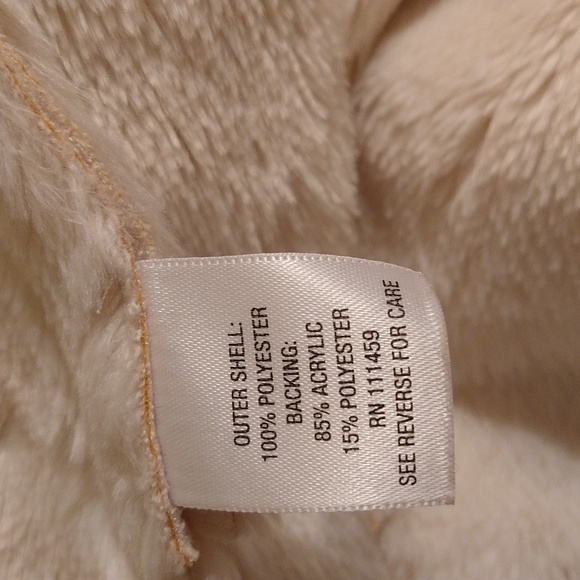 OUTER SHELL:
100% POLYESTER
BACKING:
85% ACRYLIC
15% POLYESTER
RN 111459
SEE REVERSE FOR CARE